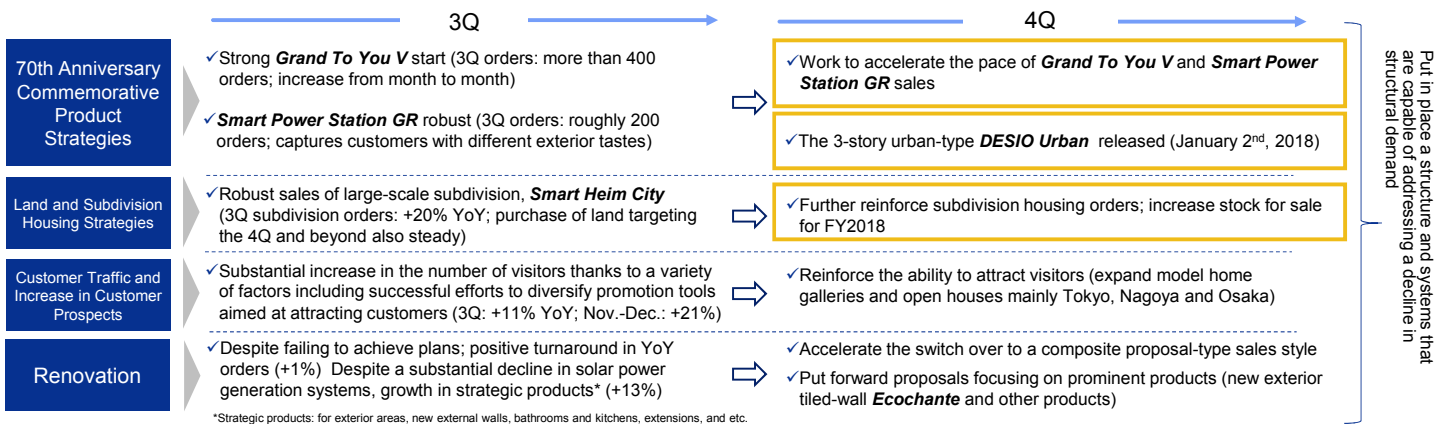 3Q
4Q
70th Anniversary
Commemorative
Product
Strategies
✓Strong Grand To You V start (3Q orders: more than 400
orders; increase from month to month)
✓Smart Power Station GR robust (3Q orders: roughly 200
orders; captures customers with different exterior tastes)
✓Work to accelerate the pace of Grand To You V and Smart Power
Station GR sales
✓The 3-story urban-type DESIO Urban released (January 2nd, 2018)
Land and Subdivision
Housing Strategies
✓Robust sales of large-scale subdivision, Smart Heim City
(3Q subdivision orders: +20% YoY; purchase of land targeting
the 4Q and beyond also steady)
✓Further reinforce subdivision housing orders; increase stock for sale
for FY2018
Customer Traffic and
Increase in Customer
Prospects
✓Substantial increase in the number of visitors thanks to a variety
of factors including successful efforts to diversify promotion tools
aimed at attracting customers (3Q: +11% YoY; Nov.-Dec.: +21%)
✓Reinforce the ability to attract visitors (expand model home
galleries and open houses mainly Tokyo, Nagoya and Osaka)
Renovation
✓Despite failing to achieve plans; positive turnaround in YoY
orders (+1%) Despite a substantial decline in solar power
generation systems, growth in strategic products* (+13%)
✓Accelerate the switch over to a composite proposal-type sales style
✓Put forward proposals focusing on prominent products (new exterior
tiled-wall Ecochante and other products)
*Strategic products: for exterior areas, new external walls, bathrooms and kitchens, extensions, and etc.
Put in place a structure and systems that
are capable of addressing a decline in
structural demand